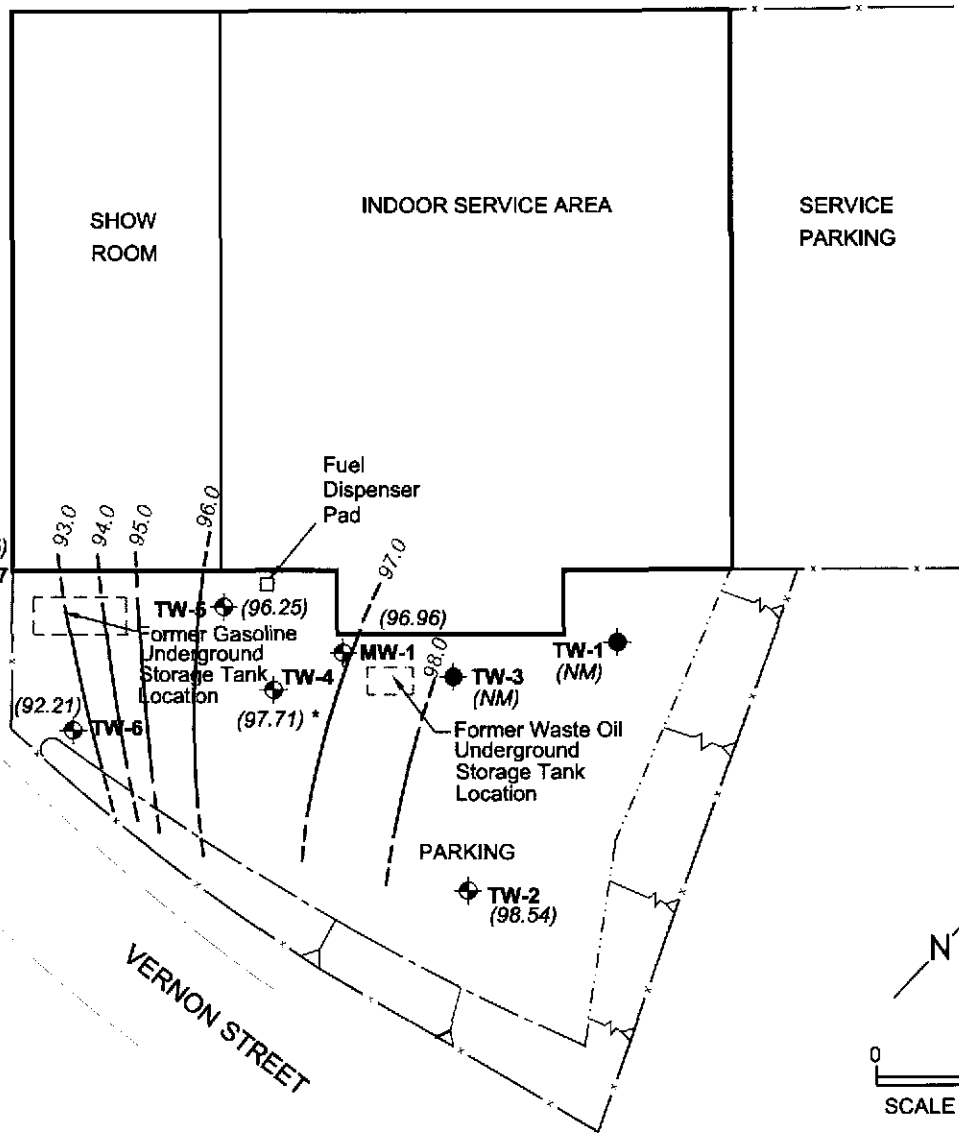 SHOW
ROOM
INDOOR SERVICE AREA
SERVICE
PARKING
Fuel
Dispenser
Pad
93.0
94.0
95.0
96.0
97.0
98.0
TW-5 (96.25)
Former Gasoline
Underground
Storage Tank
Location
(96.96)
MW-1
TW-4
(97.71) *
TW-3
(NM)
TW-1
(NM)
Former Waste Oil
Underground
Storage Tank
Location
(92.21)
TW-6
PARKING
TW-2
(98.54)
VERNON STREET
N
0
SCALE